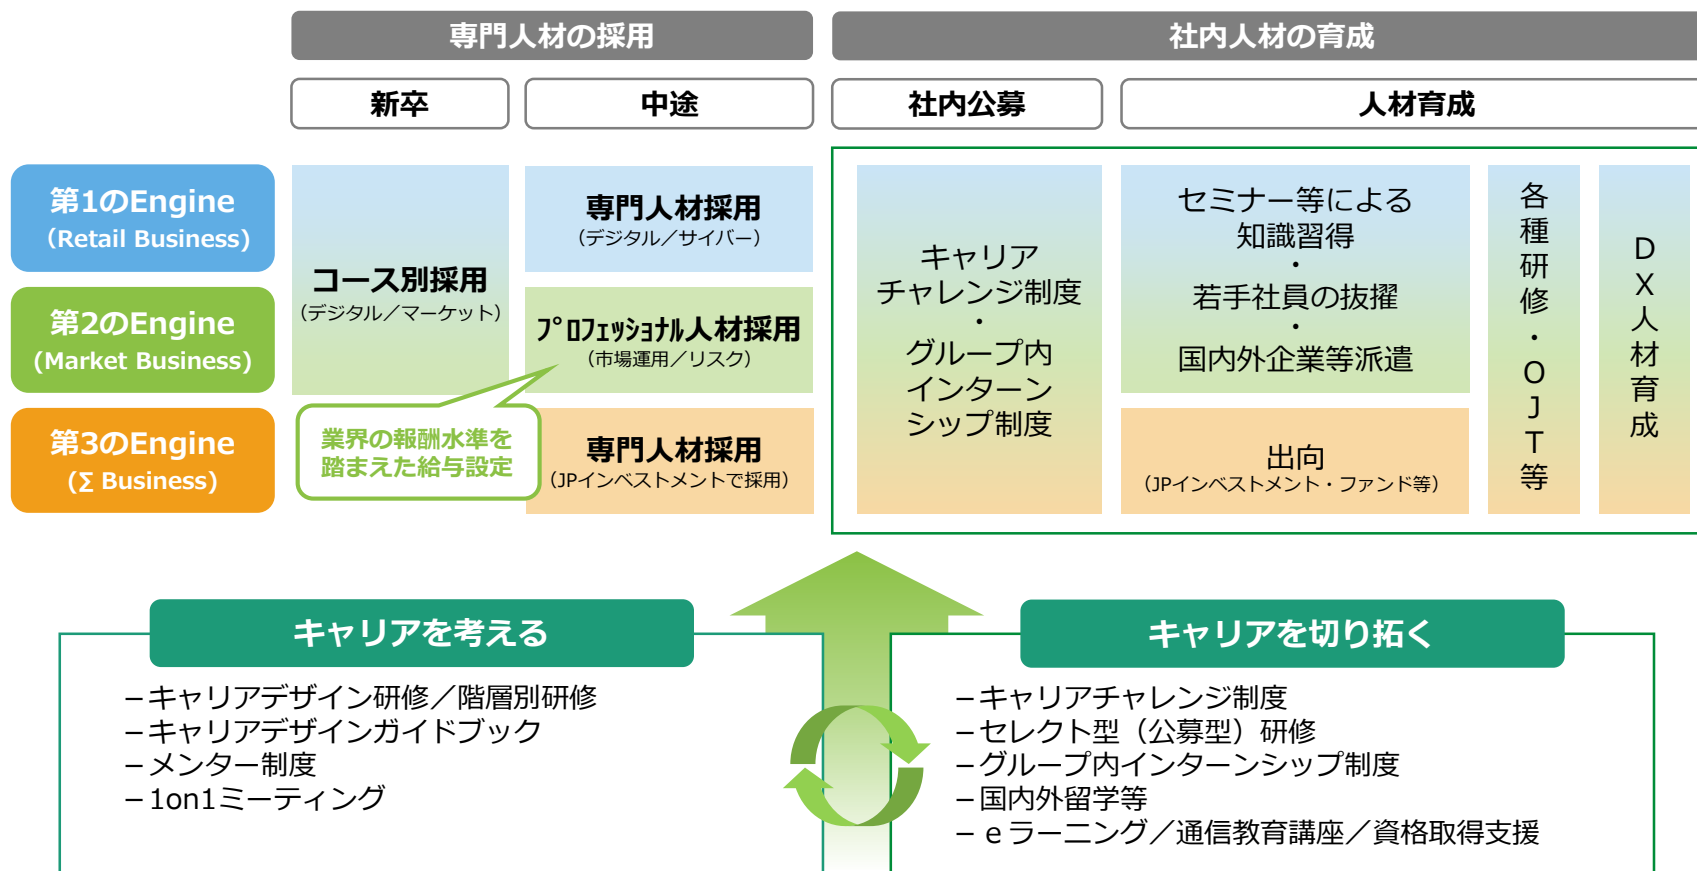 専門人材の採用
社内人材の育成
新卒
中途
社内公募
人材育成
第1のEngine
(Retail Business)
第2のEngine
(Market Business)
第3のEngine
(∑ Business)
コース別採用
(デジタル／マーケット)
専門人材採用
(デジタル／サイバー)
ﾌﾟﾛﾌｪｯｼｮﾅﾙ人材採用
(市場運用／リスク)
業界の報酬水準を
踏まえた給与設定
専門人材採用
(JPインベストメントで採用)
キャリア
チャレンジ制度
・
グループ内
インターン
シップ制度
セミナー等による
知識習得
・
若手社員の抜擢
・
国内外企業等派遣
出向
(JPインベストメント・ファンド等)
各種研修・OJT等
DX人材育成
キャリアを考える
－キャリアデザイン研修／階層別研修
－キャリアデザインガイドブック
－メンター制度
－1on1ミーティング
キャリアを切り拓く
－キャリアチャレンジ制度
－セレクト型（公募型）研修
－グループ内インターンシップ制度
－国内外留学等
－ｅラーニング／通信教育講座／資格取得支援